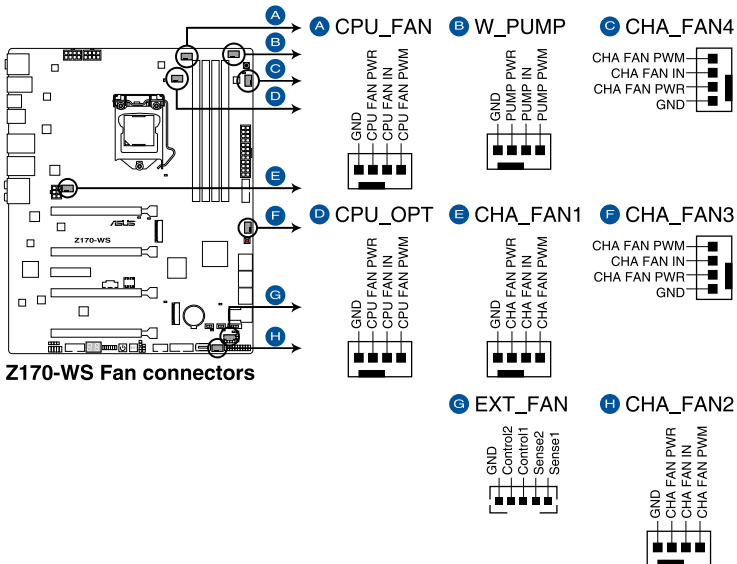 A
B
C
D
E
F
G
H
ASUS
Z170-WS
Z170-WS Fan connectors
A CPU_FAN
GND
CPU FAN PWR
CPU FAN IN
CPU FAN PWM
B W_PUMP
GND
PUMP PWR
PUMP IN
PUMP PWM
C CHA_FAN4
CHA FAN PWM
CHA FAN IN
CHA FAN PWR
GND
D CPU_OPT
GND
CPU FAN PWR
CPU FAN IN
CPU FAN PWM
E CHA_FAN1
GND
CHA FAN PWR
CHA FAN IN
CHA FAN PWM
F CHA_FAN3
CHA FAN PWM
CHA FAN IN
CHA FAN PWR
GND
G EXT_FAN
GND
Control2
Control1
Sense2
Sense1
H CHA_FAN2
GND
CHA FAN PWR
CHA FAN IN
CHA FAN PWM